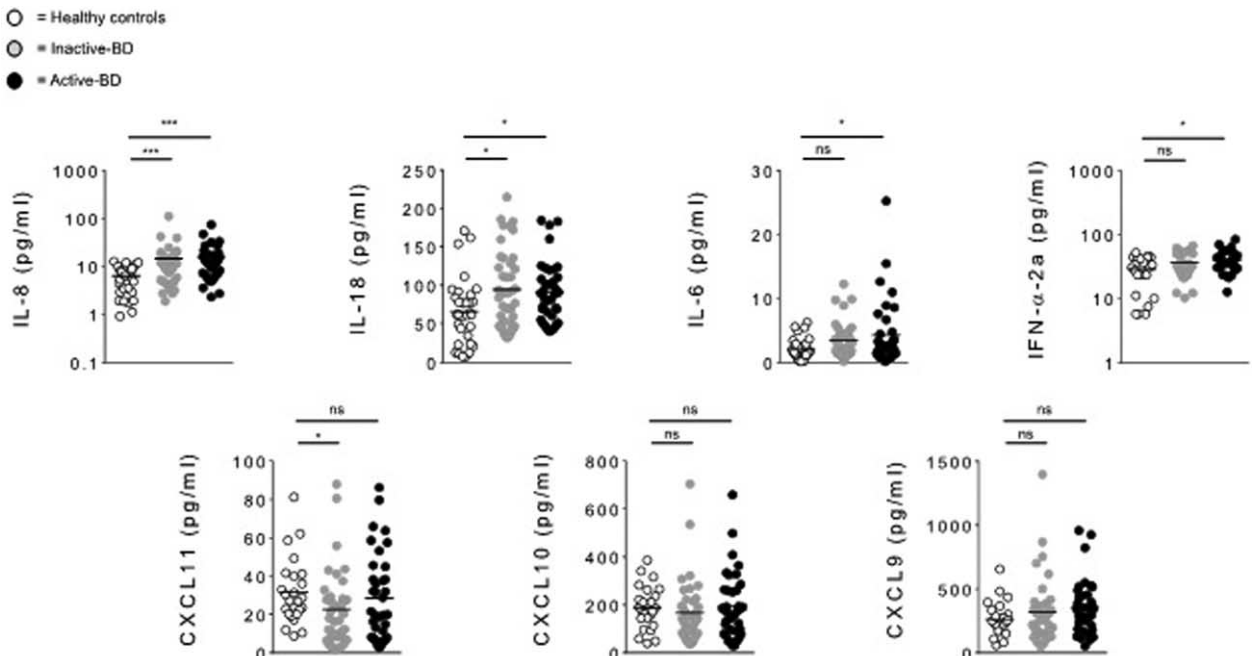 = Healthy controls
= Inactive-BD
= Active-BD
***
***
IL-8 (pg/ml)
1000
100
10
1
0.1
*
*
IL-18 (pg/ml)
250
200
150
100
50
0
*
ns
IL-6 (pg/ml)
30
20
10
0
*
ns
IFN-α-2a (pg/ml)
1000
100
10
1
ns
*
CXCL11 (pg/ml)
100
80
60
40
20
0
ns
ns
CXCL10 (pg/ml)
800
600
400
200
0
ns
ns
CXCL9 (pg/ml)
1500
1000
500
0